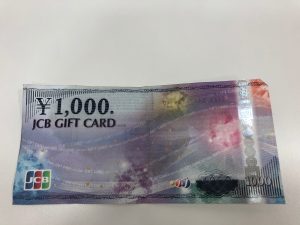 ¥1,000.
JCB GIFT CARD
JCB